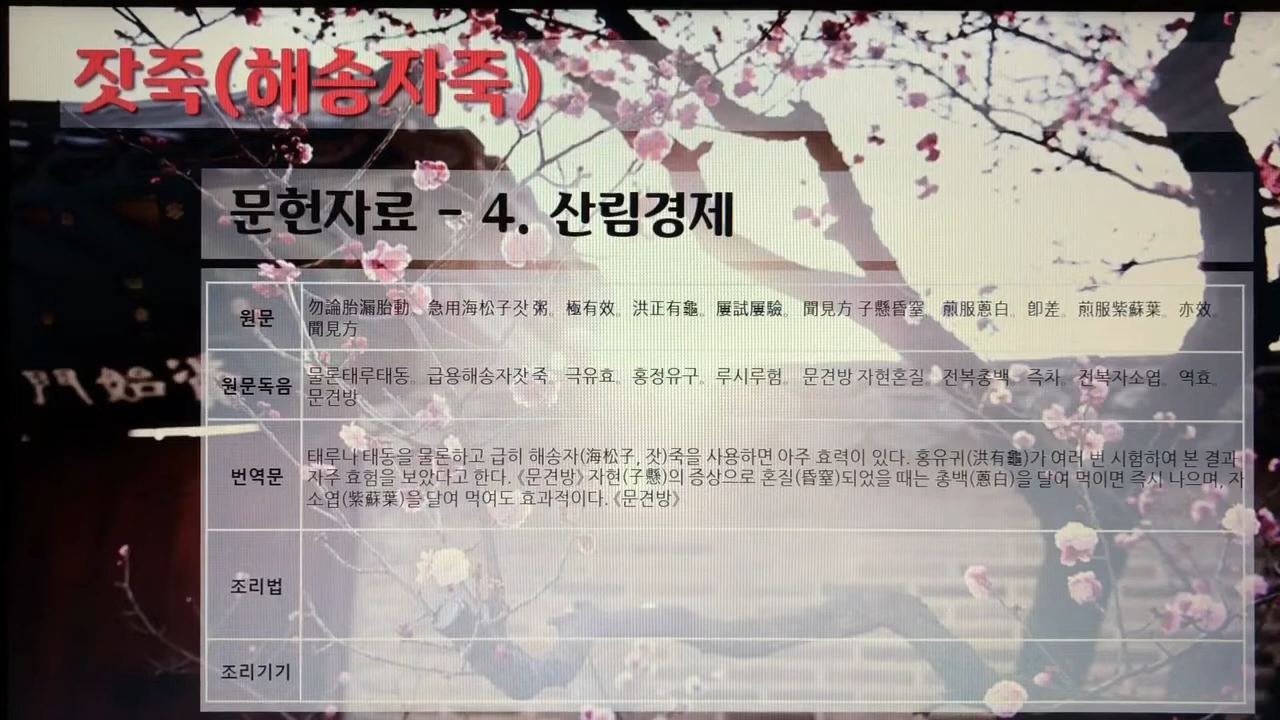 잣죽(해송자죽)
문헌자료 - 4. 산림경제
원문
勿論胎漏胎動。 急用海松子잣 粥。 極有效。 洪正有龜。 屢試屢驗。 聞見方 子懸昏窒。 煎服蔥白。 卽差。 煎服紫蘇葉。 亦效。
聞見方
원문독음
물론태루태동。 급용해송자잣 죽。 극유효。 홍정유구。 루시루험。 문견방 자현혼질。 전복총백。 즉차。 전복자소엽。 역효。
문견방
번역문
태루나 태동을 물론하고 급히 해송자(海松子, 잣)죽을 사용하면 아주 효력이 있다. 홍유귀(洪有龜)가 여러 번 시험하여 본 결과,
자주 효험을 보았다고 한다. 《문견방》 자현(子懸)의 증상으로 혼질(昏窒)되었을 때는 총백(蔥白)을 달여 먹이면 즉시 나으며, 자
소엽(紫蘇葉)을 달여 먹여도 효과적이다. 《문견방》
조리법
조리기기
門始